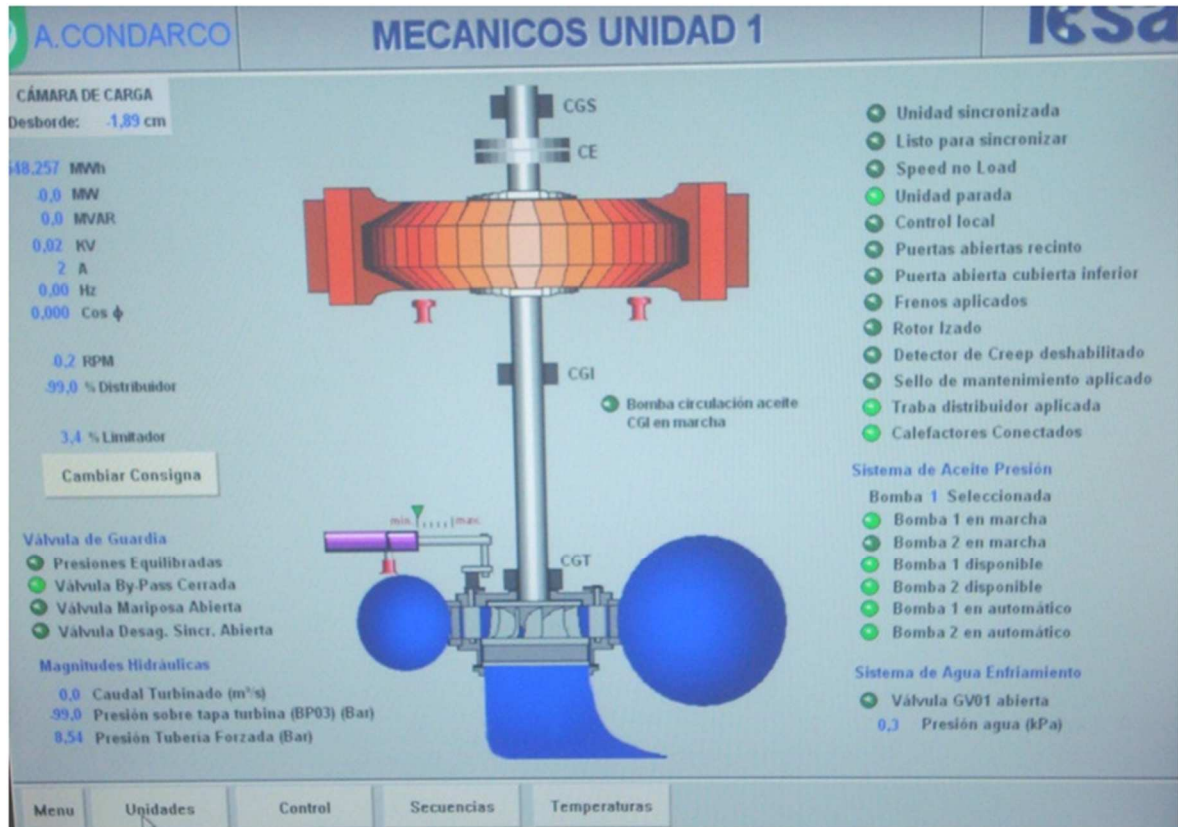 A.CONDARCO
MECANICOS UNIDAD 1
iesa
CÁMARA DE CARGA
Desborde: -1,89 cm
548.257 MWh
0,0 MW
0,0 MVAR
0,02 KV
2 A
0,00 Hz
0,000 Cos ϕ
0,2 RPM
-99,0 % Distribuidor
3,4 % Limitador
Cambiar Consigna
Válvula de Guardia
Presiones Equilibradas
Válvula By-Pass Cerrada
Válvula Mariposa Abierta
Válvula Desag. Sincr. Abierta
Magnitudes Hidráulicas
0,0 Caudal Turbinado (m³/s)
-99,0 Presión sobre tapa turbina (BP03) (Bar)
8,54 Presión Tubería Forzada (Bar)
CGS
CE
CGI
Bomba circulación aceite
CGI en marcha
min. max.
CGT
Unidad sincronizada
Listo para sincronizar
Speed no Load
Unidad parada
Control local
Puertas abiertas recinto
Puerta abierta cubierta inferior
Frenos aplicados
Rotor Izado
Detector de Creep deshabilitado
Sello de mantenimiento aplicado
Traba distribuidor aplicada
Calefactores Conectados
Sistema de Aceite Presión
Bomba 1 Seleccionada
Bomba 1 en marcha
Bomba 2 en marcha
Bomba 1 disponible
Bomba 2 disponible
Bomba 1 en automático
Bomba 2 en automático
Sistema de Agua Enfriamiento
Válvula GV01 abierta
0,3 Presión agua (kPa)
Menu Unidades Control Secuencias Temperaturas